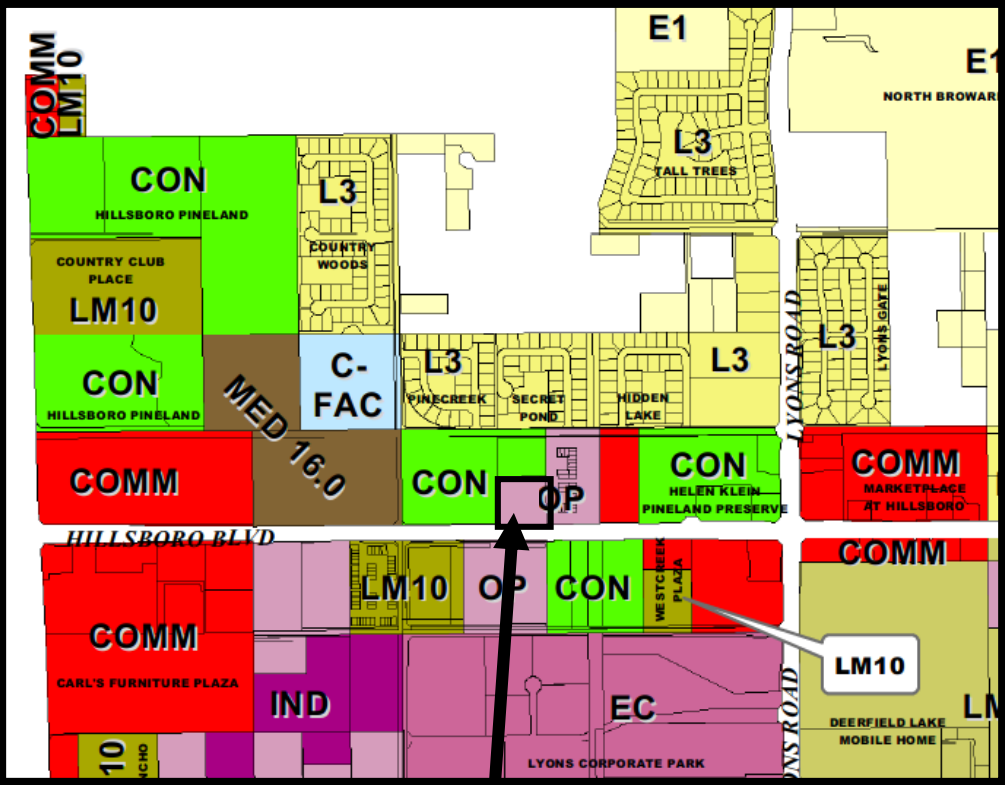 E1
E1
NORTH BROWAR
COMM
LM10
L3
TALL TREES
CON
HILLSBORO PINELAND
L3
COUNTRY
WOODS
COUNTRY CLUB
PLACE
LM10
LYONS ROAD
L3
LYONS GATE
CON
HILLSBORO PINELAND
MED 16.0
C-
FAC
L3
PINECREEK
SECRET
POND
HIDDEN
LAKE
L3
COMM
CON
OP
CON
HELEN KLEIN
PINELAND PRESERVE
COMM
MARKETPLACE
AT HILLSBORO
HILLSBORO BLVD
COMM
LM10
OP
CON
WESTCREEK
PLAZA
COMM
CARL'S FURNITURE PLAZA
LM10
IND
EC
LYONS ROAD
LM
DEERFIELD LAKE
MOBILE HOME
10
NCHO
LYONS CORPORATE PARK